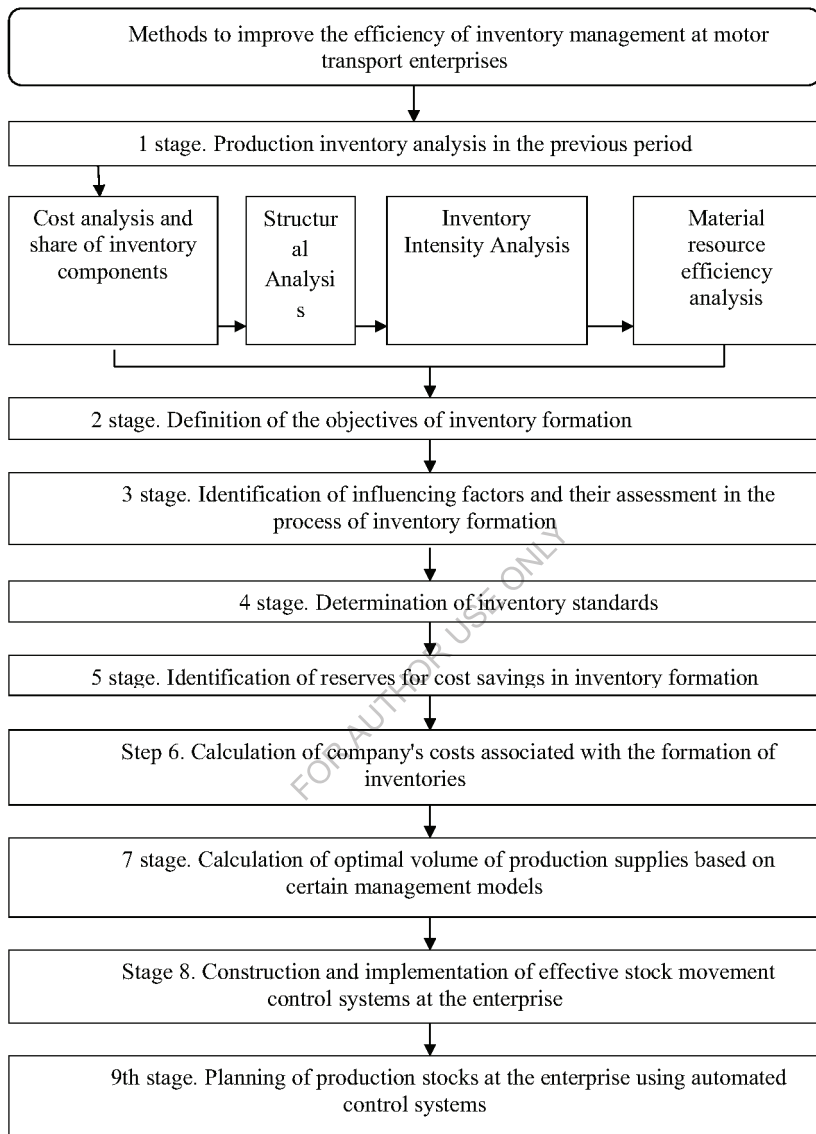 Methods to improve the efficiency of inventory management at motor
transport enterprises
1 stage. Production inventory analysis in the previous period
Cost analysis and
share of inventory
components
Structur
al
Analysi
s
Inventory
Intensity Analysis
Material
resource
efficiency
analysis
2 stage. Definition of the objectives of inventory formation
3 stage. Identification of influencing factors and their assessment in the
process of inventory formation
4 stage. Determination of inventory standards
5 stage. Identification of reserves for cost savings in inventory formation
Step 6. Calculation of company's costs associated with the formation of
inventories
7 stage. Calculation of optimal volume of production supplies based on
certain management models
Stage 8. Construction and implementation of effective stock movement
control systems at the enterprise
9th stage. Planning of production stocks at the enterprise using automated
control systems
FOR AUTHOR USE ONLY